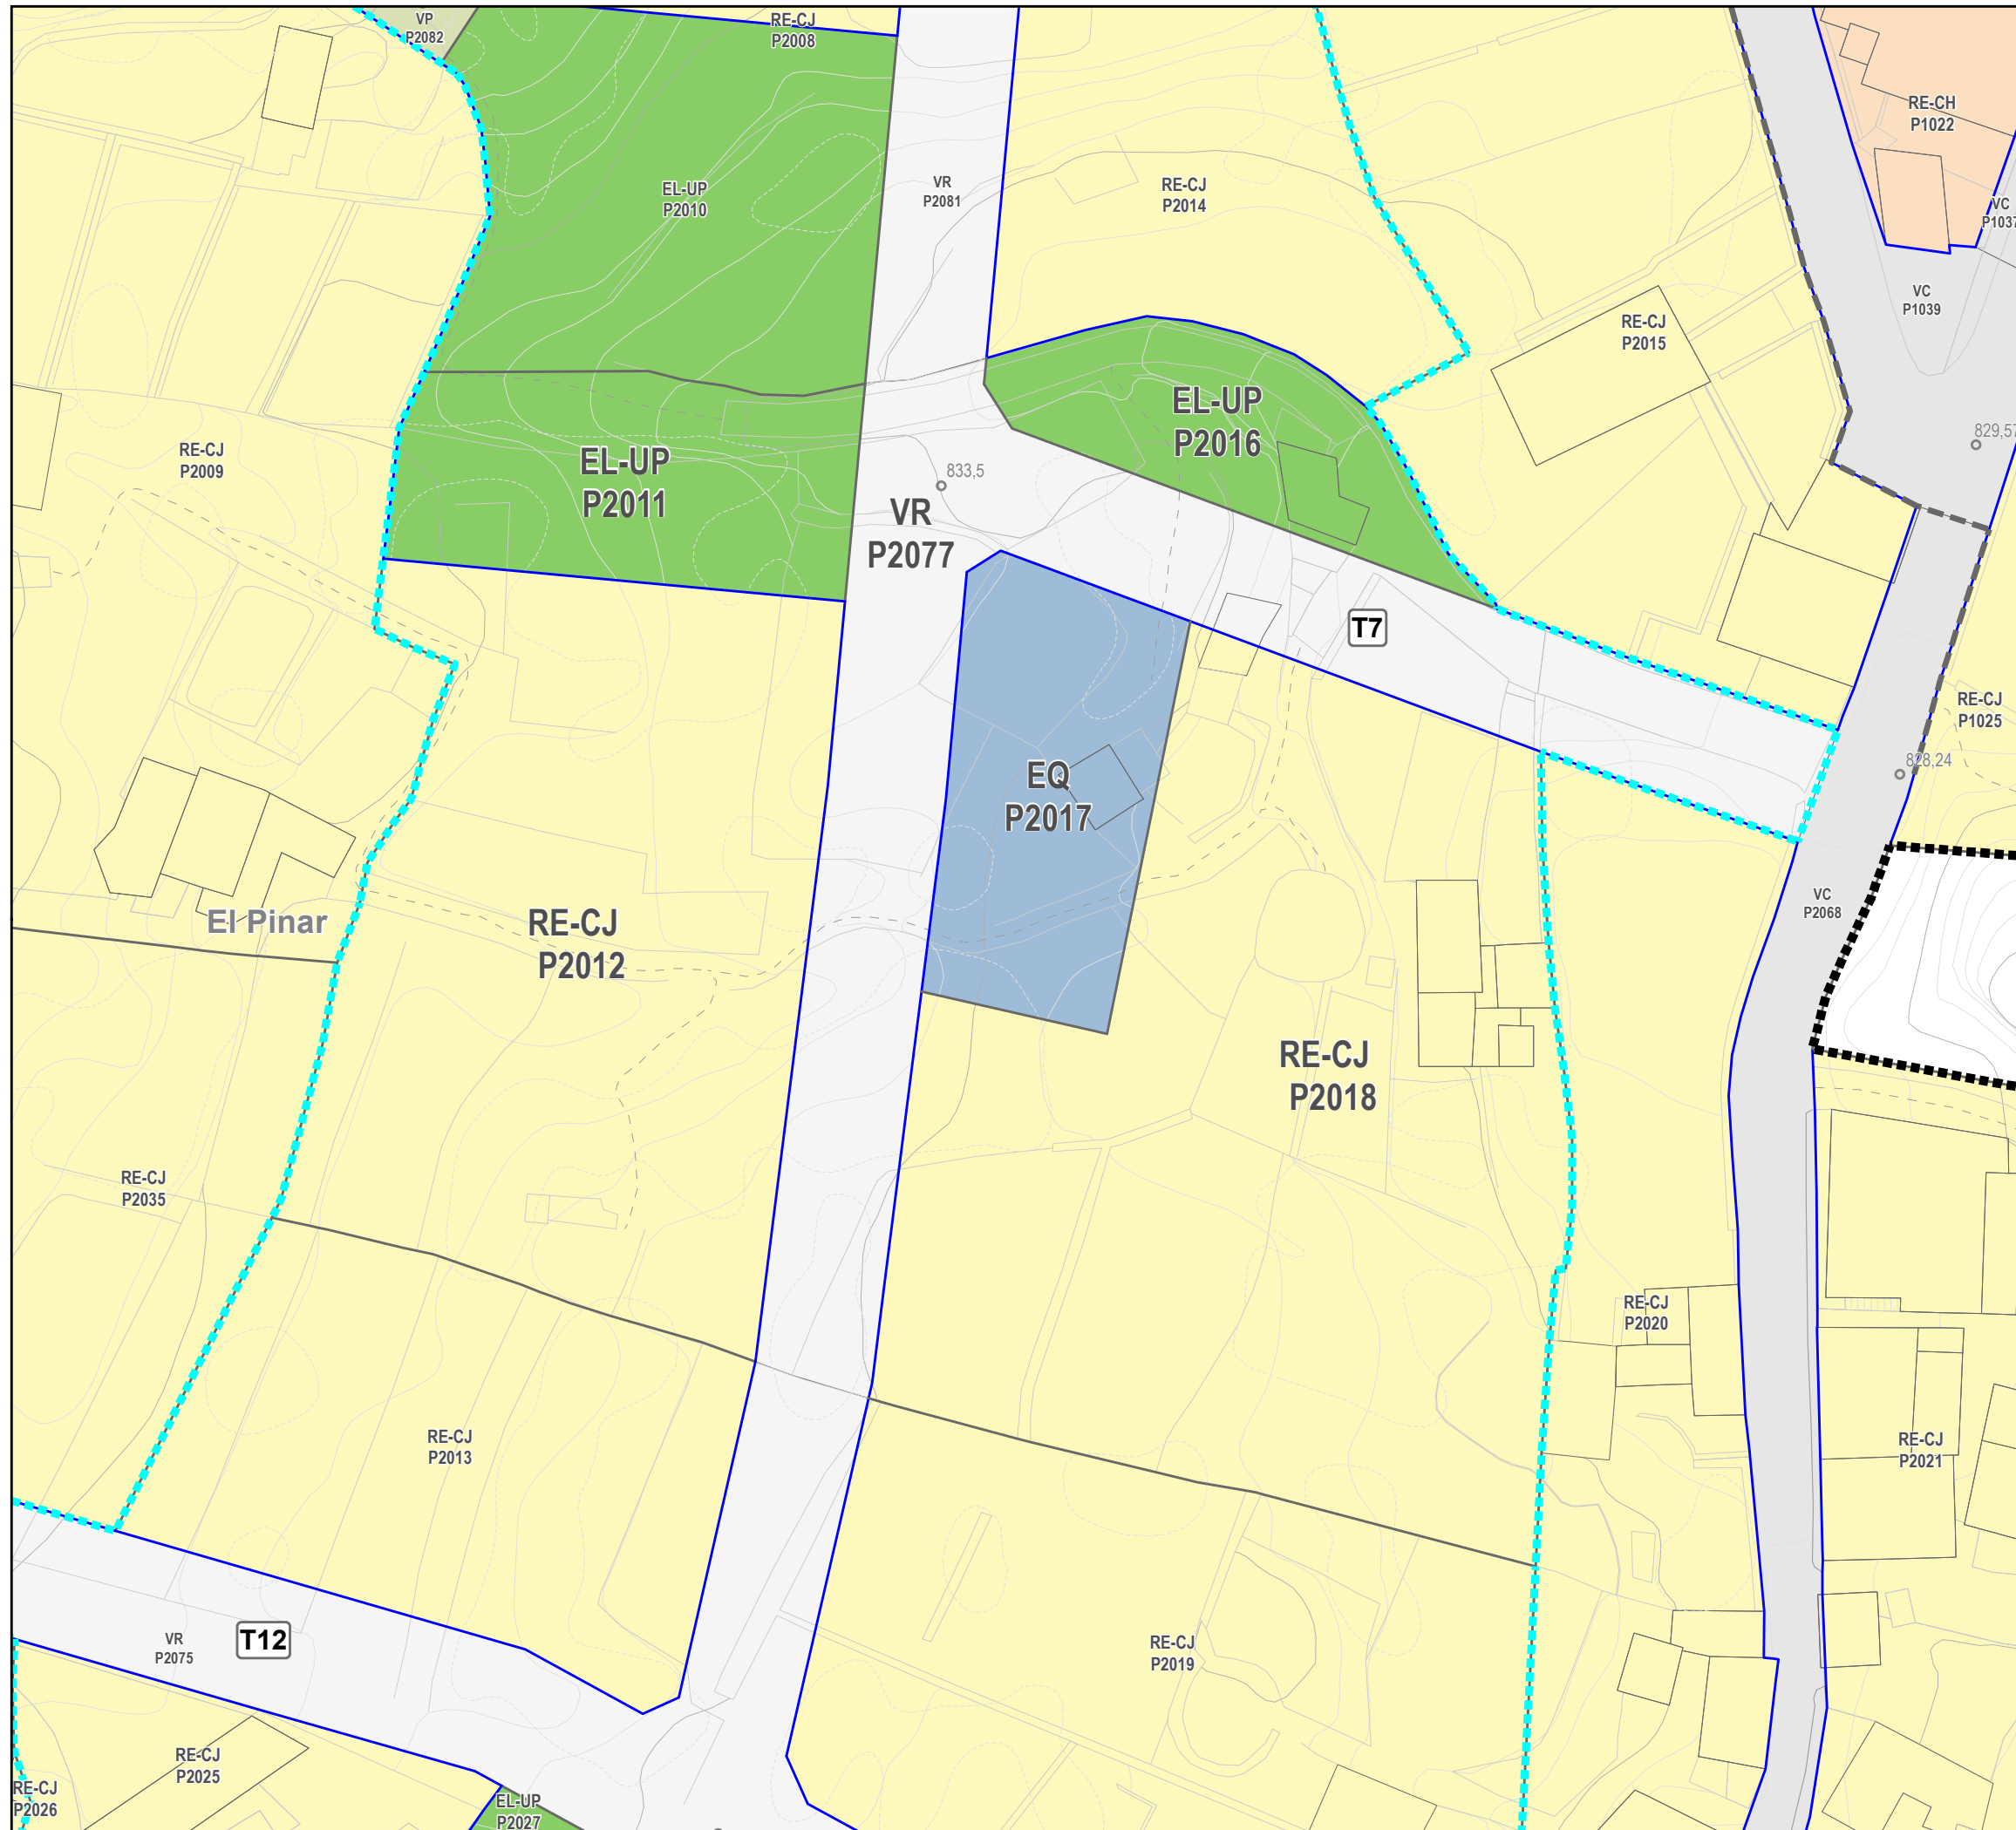 VP
P2082
RE-CJ
P2008
RE-CH
P1022
EL-UP
P2010
VR
P2081
RE-CJ
P2014
VC
P1037
VC
P1039
RE-CJ
P2015
EL-UP
P2016
829,57
RE-CJ
P2009
EL-UP
P2011
833,5
VR
P2077
T7
RE-CJ
P1025
828,24
EQ
P2017
VC
P2068
El Pinar
RE-CJ
P2012
RE-CJ
P2018
RE-CJ
P2035
RE-CJ
P2020
RE-CJ
P2013
RE-CJ
P2021
T12
VR
P2075
RE-CJ
P2019
RE-CJ
P2025
RE-CJ
P2026
EL-UP
P2027